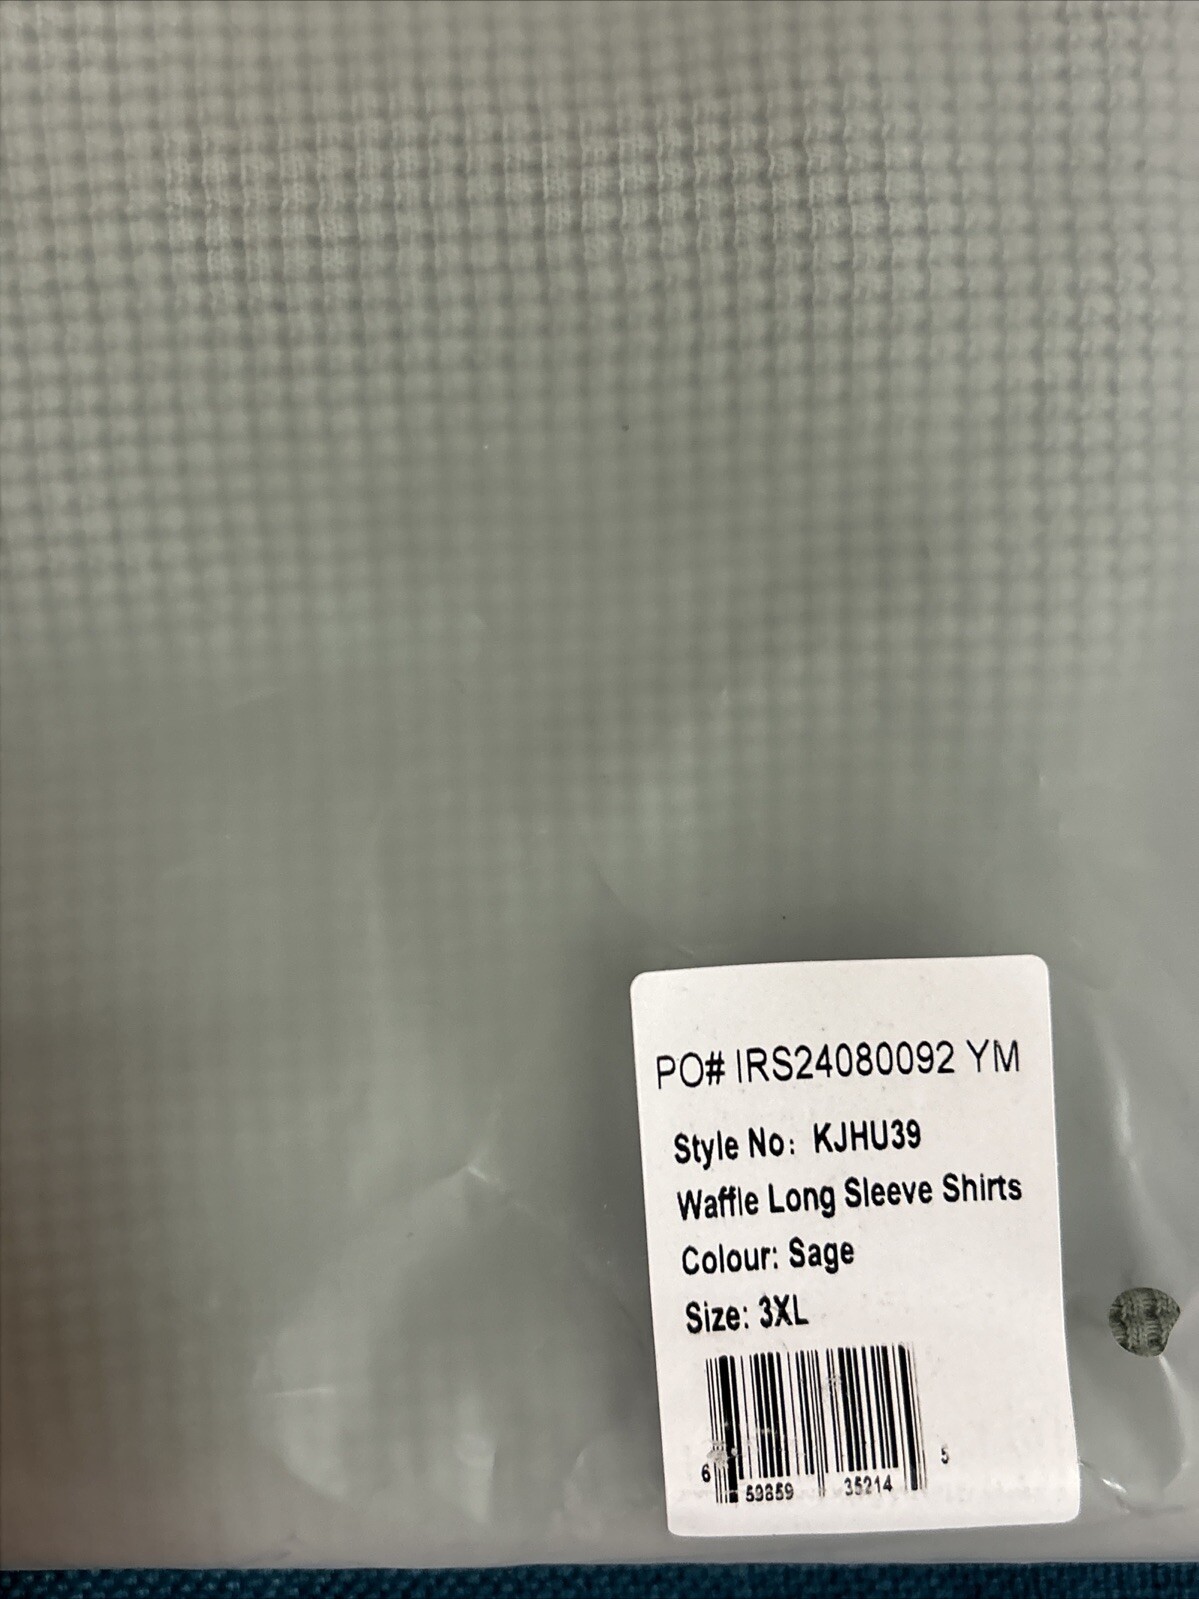 PO# IRS24080092 YM
Style No: KJHU39
Waffle Long Sleeve Shirts
Colour: Sage
Size: 3XL
6 59859 35214 5